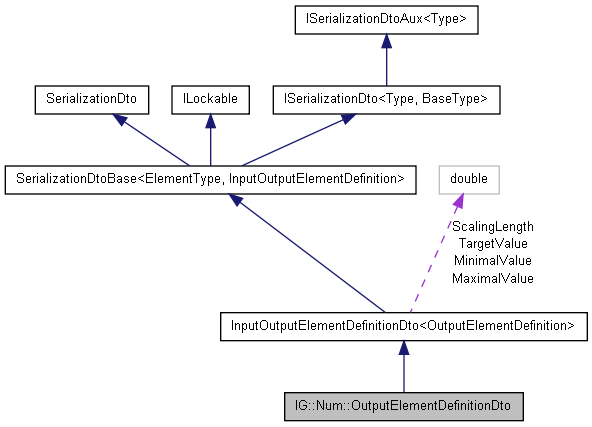 ISerializationDtoAux<Type>
SerializationDto
ILockable
ISerializationDto<Type, BaseType>
SerializationDtoBase<ElementType, InputOutputElementDefinition>
double
ScalingLength
TargetValue
MinimalValue
MaximalValue
InputOutputElementDefinitionDto<OutputElementDefinition>
IG::Num::OutputElementDefinitionDto